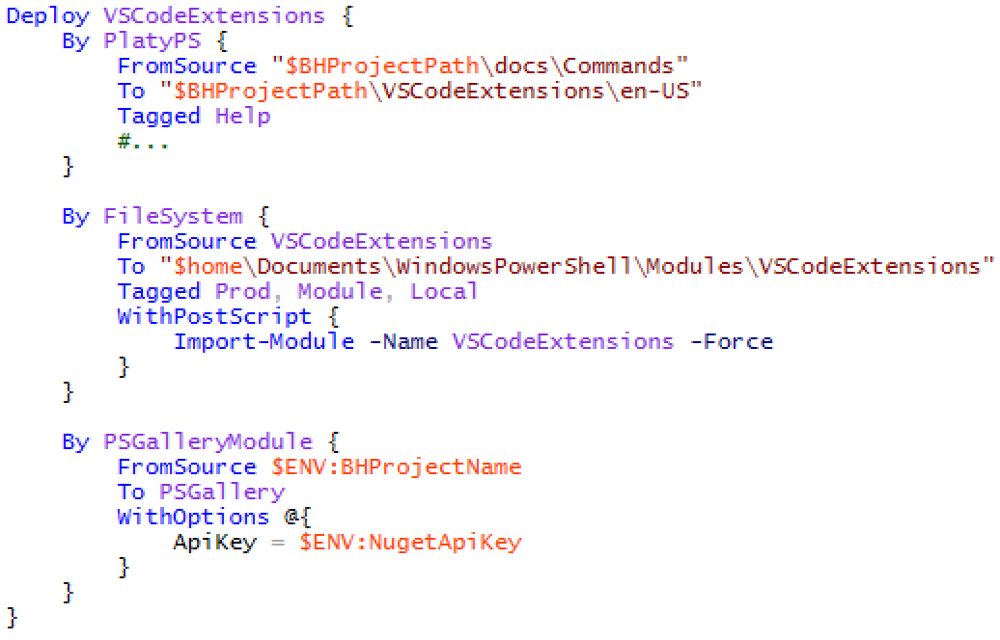 Deploy VSCodeExtensions {
    By PlatyPS {
        FromSource "$BHProjectPath\docs\Commands"
        To "$BHProjectPath\VSCodeExtensions\en-US"
        Tagged Help
        #...
    }

    By FileSystem {
        FromSource VSCodeExtensions
        To "$home\Documents\WindowsPowerShell\Modules\VSCodeExtensions"
        Tagged Prod, Module, Local
        WithPostScript {
            Import-Module -Name VSCodeExtensions -Force
        }
    }

    By PSGalleryModule {
        FromSource $ENV:BHProjectName
        To PSGallery
        WithOptions @{
            ApiKey = $ENV:NugetApiKey
        }
    }
}